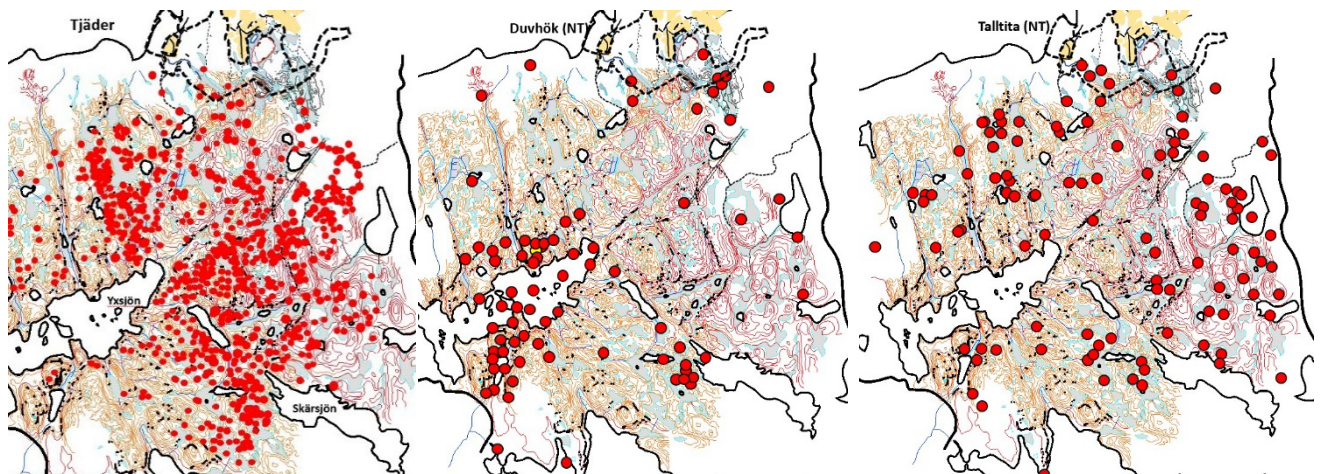 Tjäder
Duvhök (NT)
Talltita (NT)
Yxsjön
Skärsjön